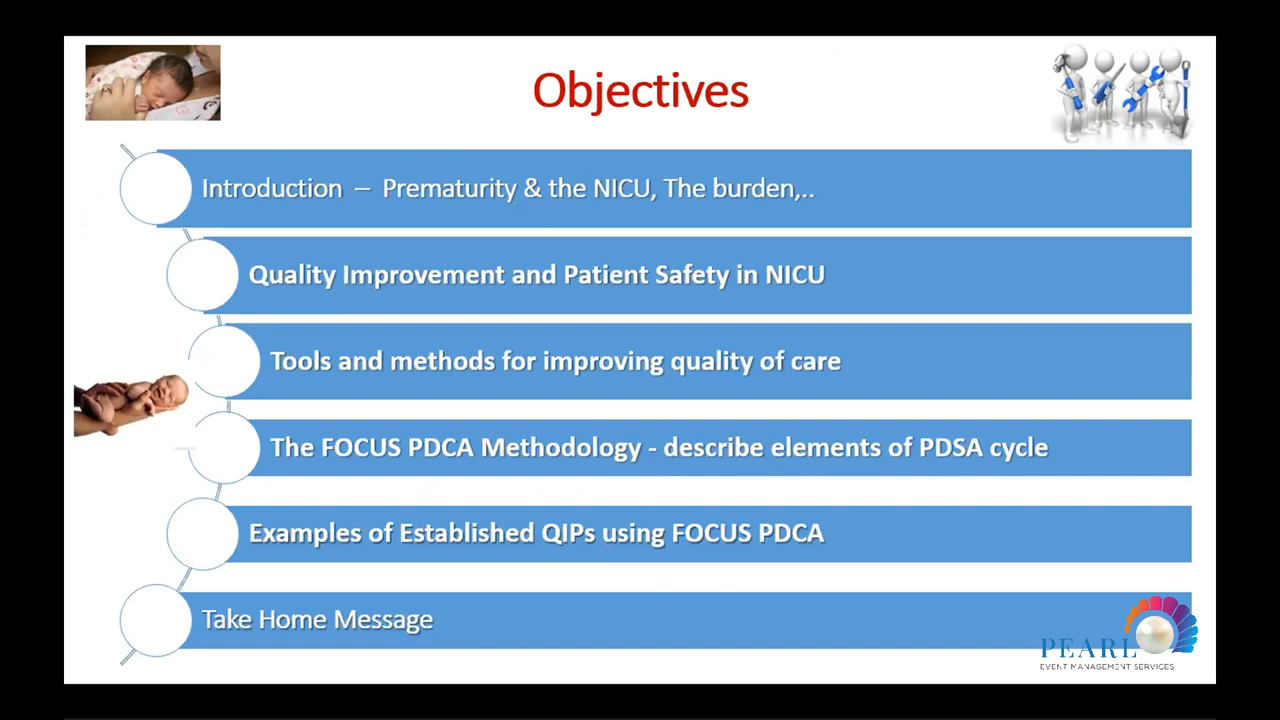 Objectives
Introduction – Prematurity & the NICU, The burden,..
Quality Improvement and Patient Safety in NICU
Tools and methods for improving quality of care
The FOCUS PDCA Methodology - describe elements of PDSA cycle
Examples of Established QIPs using FOCUS PDCA
Take Home Message
PEARL
EVENT MANAGEMENT SERVICES